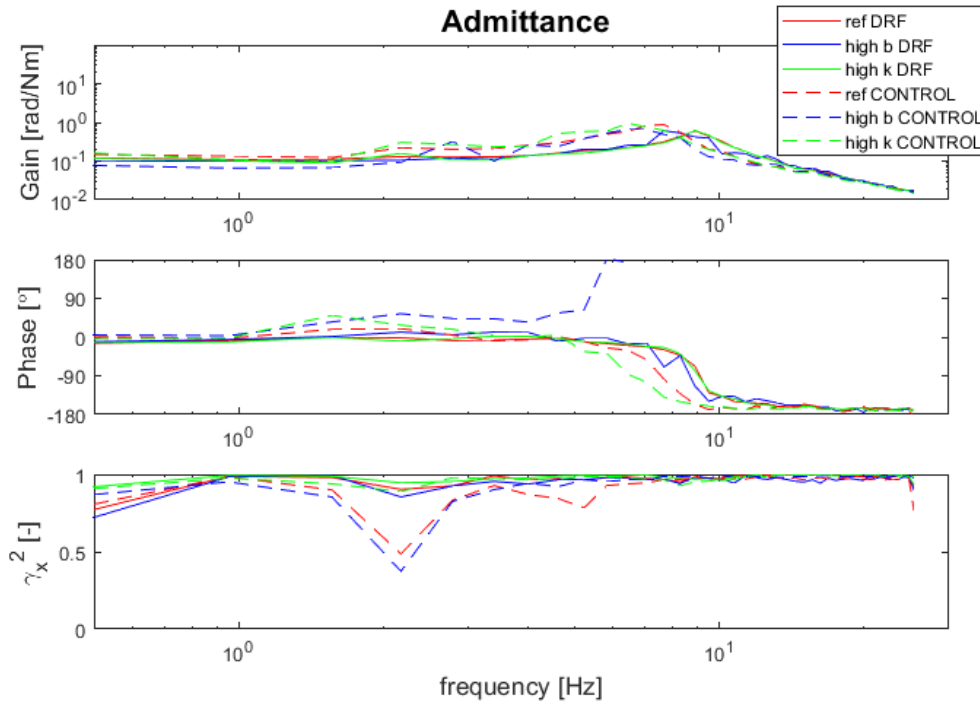 Admittance
ref DRF
high b DRF
high k DRF
ref CONTROL
high b CONTROL
high k CONTROL
Gain [rad/Nm]
10^1
10^0
10^-1
10^-2
10^0
10^1
Phase [°]
180
90
0
-90
-180
10^0
10^1
γ_x^2 [-]
1
0.5
0
10^0
10^1
frequency [Hz]